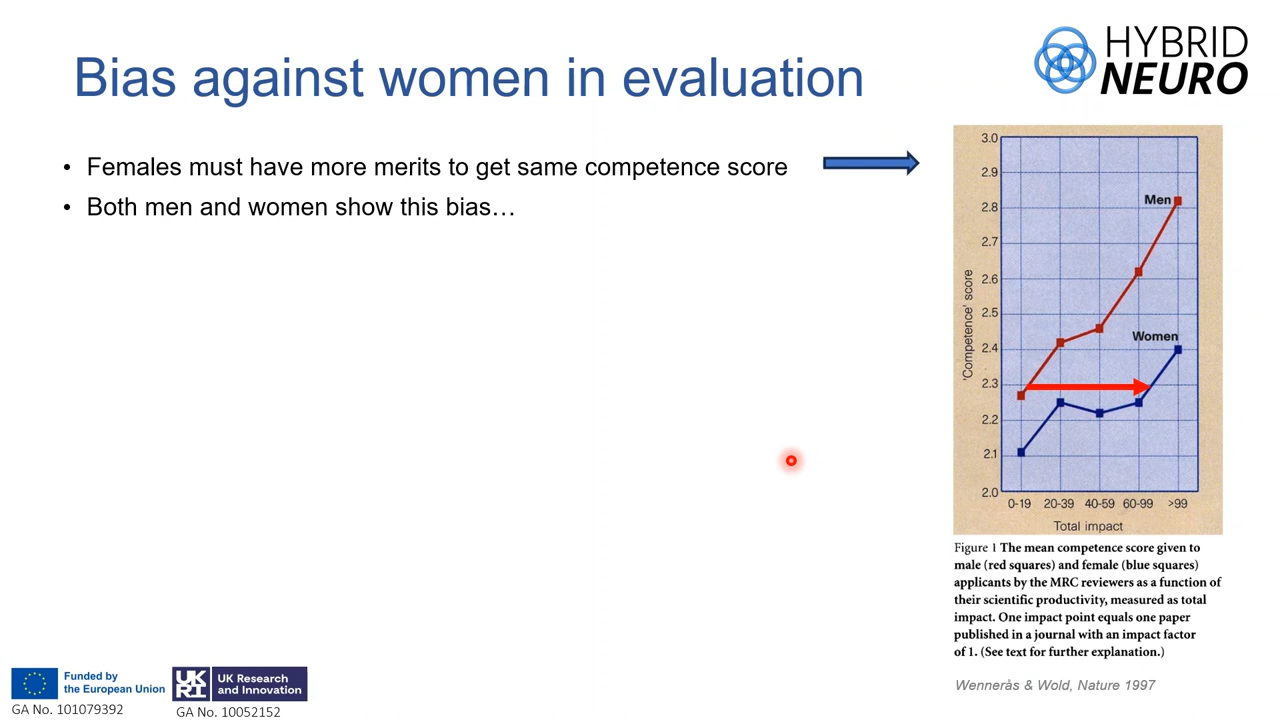 HYBRID
NEURO
Bias against women in evaluation
• Females must have more merits to get same competence score
• Both men and women show this bias…
3.0
2.9
2.8
2.7
2.6
2.5
2.4
2.3
2.2
2.1
2.0
'Competence' score
Men
Women
0-19 20-39 40-59 60-99 >99
Total impact
Figure 1 The mean competence score given to
male (red squares) and female (blue squares)
applicants by the MRC reviewers as a function of
their scientific productivity, measured as total
impact. One impact point equals one paper
published in a journal with an impact factor
of 1. (See text for further explanation.)
Wennerås & Wold, Nature 1997
Funded by
the European Union
GA No. 101079392
UK
RI
UK Research
and Innovation
GA No. 10052152